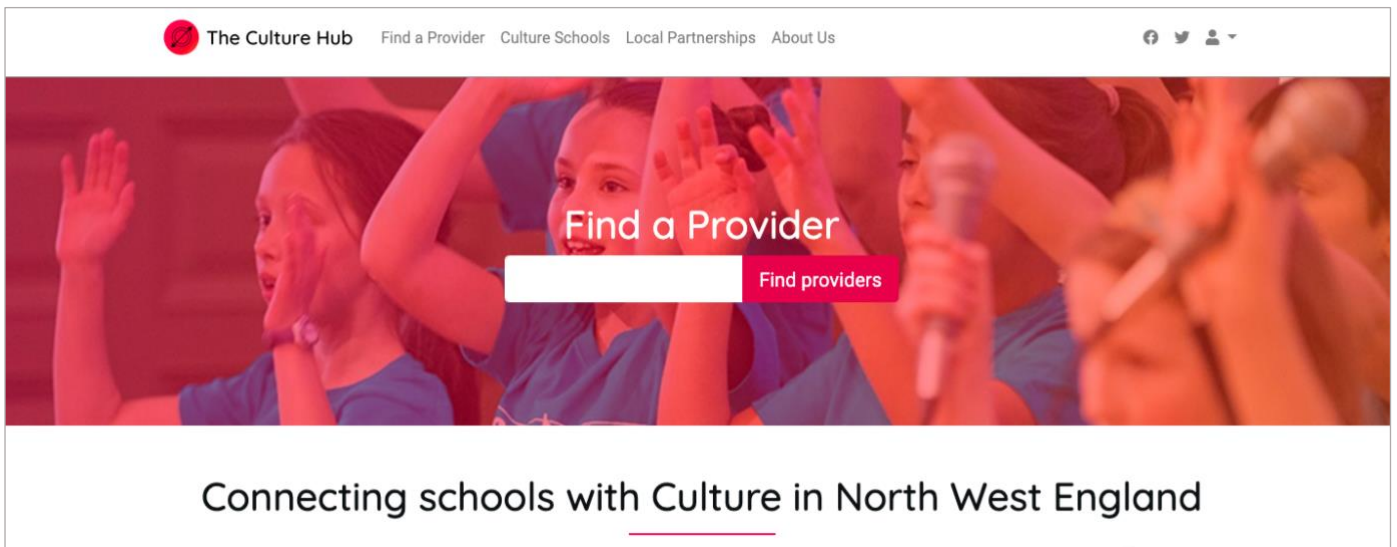 The Culture Hub Find a Provider Culture Schools Local Partnerships About Us
Find a Provider
Find providers
Connecting schools with Culture in North West England